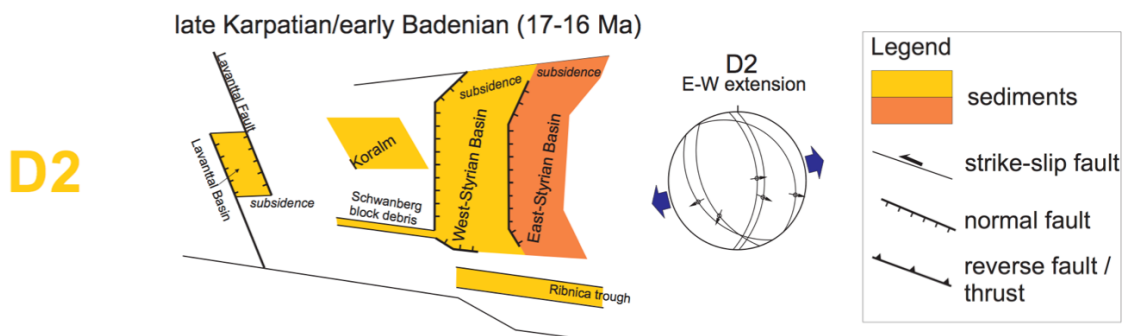 late Karpatian/early Badenian (17-16 Ma)
D2
Lavanttal Fault
Lavanttal Basin
subsidence
Koralm
Schwanberg
block debris
West-Styrian Basin
subsidence
East-Styrian Basin
subsidence
Ribnica trough
D2
E-W extension
Legend
sediments
strike-slip fault
normal fault
reverse fault /
thrust